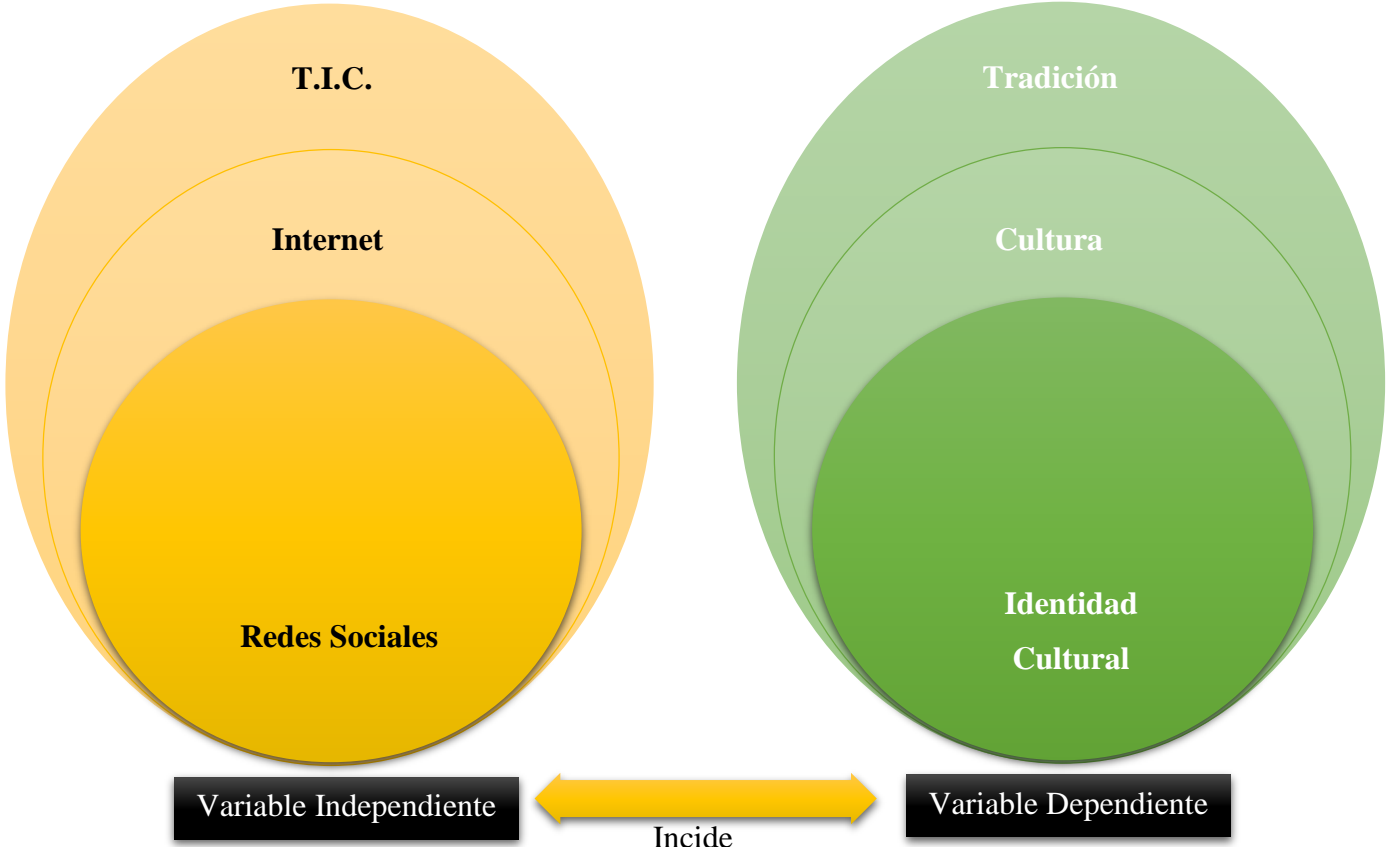 T.I.C.
Internet
Redes Sociales
Tradición
Cultura
Identidad
Cultural
Variable Independiente
Incide
Variable Dependiente